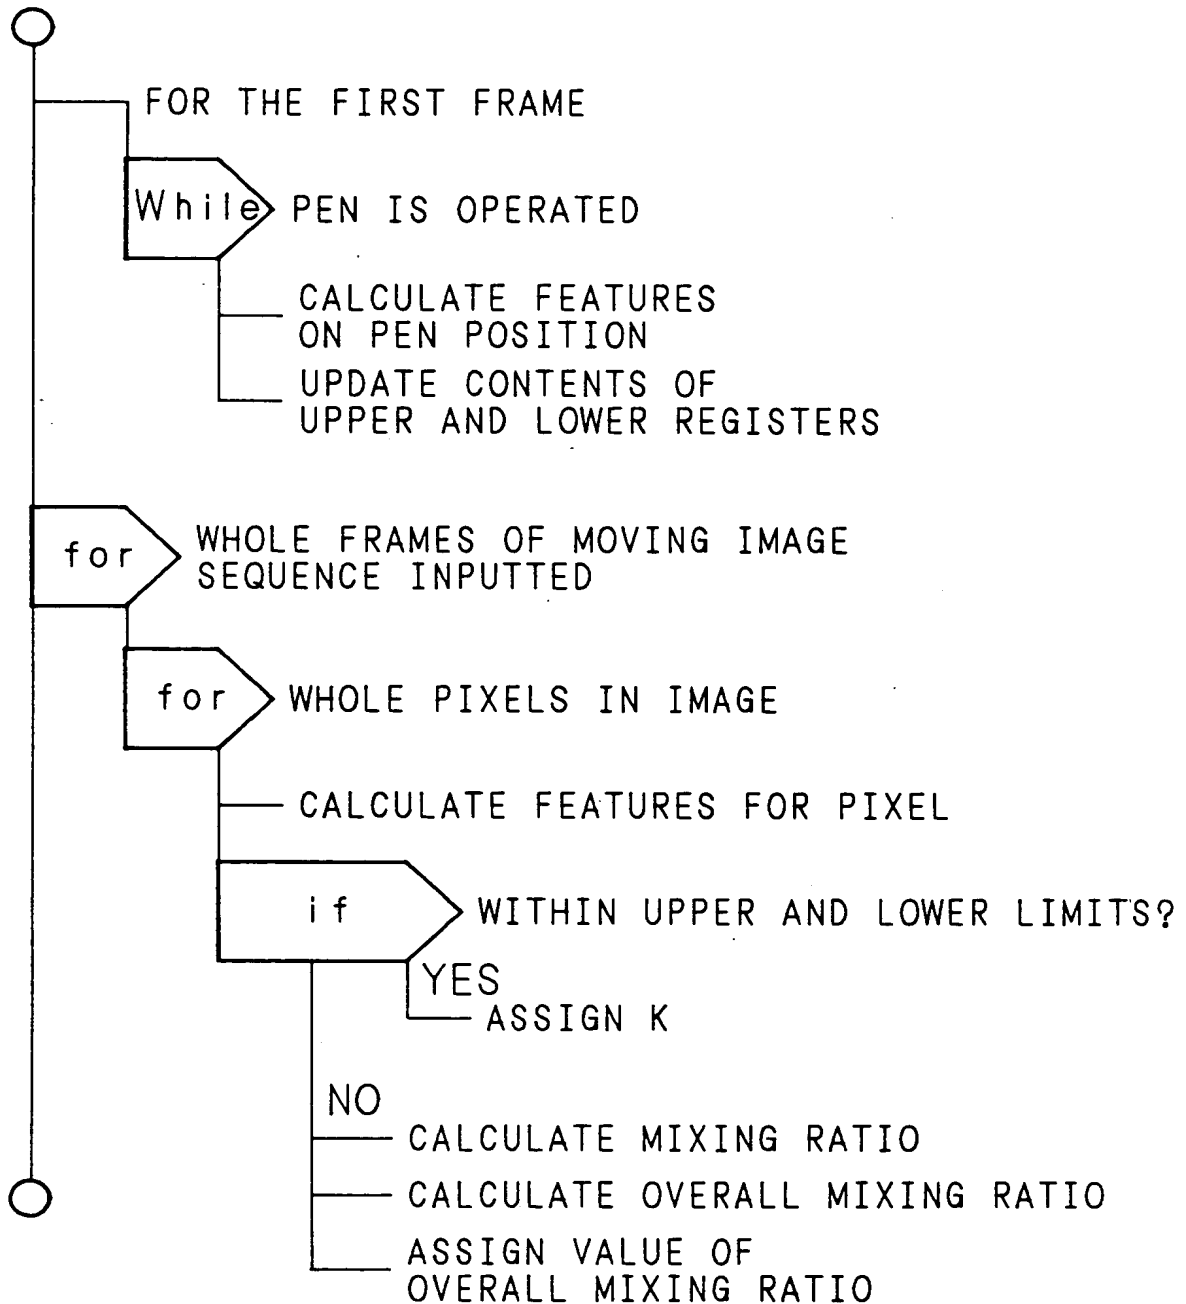 FOR THE FIRST FRAME
While PEN IS OPERATED
CALCULATE FEATURES
ON PEN POSITION
UPDATE CONTENTS OF
UPPER AND LOWER REGISTERS
for WHOLE FRAMES OF MOVING IMAGE
SEQUENCE INPUTTED
for WHOLE PIXELS IN IMAGE
CALCULATE FEATURES FOR PIXEL
if WITHIN UPPER AND LOWER LIMITS?
YES
ASSIGN K
NO
CALCULATE MIXING RATIO
CALCULATE OVERALL MIXING RATIO
ASSIGN VALUE OF
OVERALL MIXING RATIO